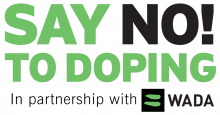 SAY NO!
TO DOPING
In partnership with WADA